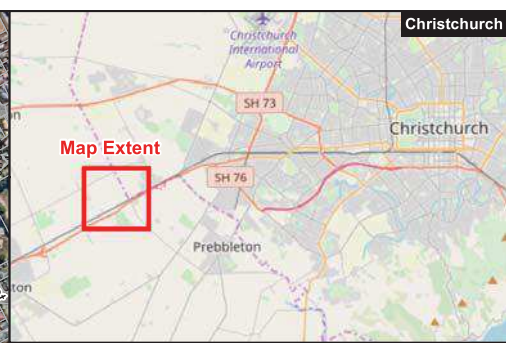 Christchurch
Christchurch
International
Airport
SH 73
Christchurch
Map Extent
SH 76
Prebbleton
ton